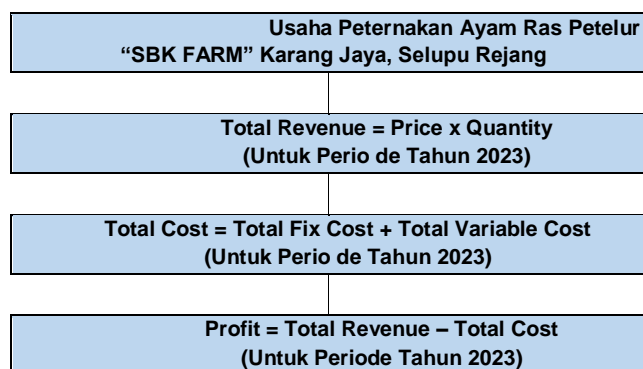 Usaha Peternakan Ayam Ras Petelur
“SBK FARM” Karang Jaya, Selupu Rejang
Total Revenue = Price x Quantity
(Untuk Perio de Tahun 2023)
Total Cost = Total Fix Cost + Total Variable Cost
(Untuk Perio de Tahun 2023)
Profit = Total Revenue – Total Cost
(Untuk Periode Tahun 2023)